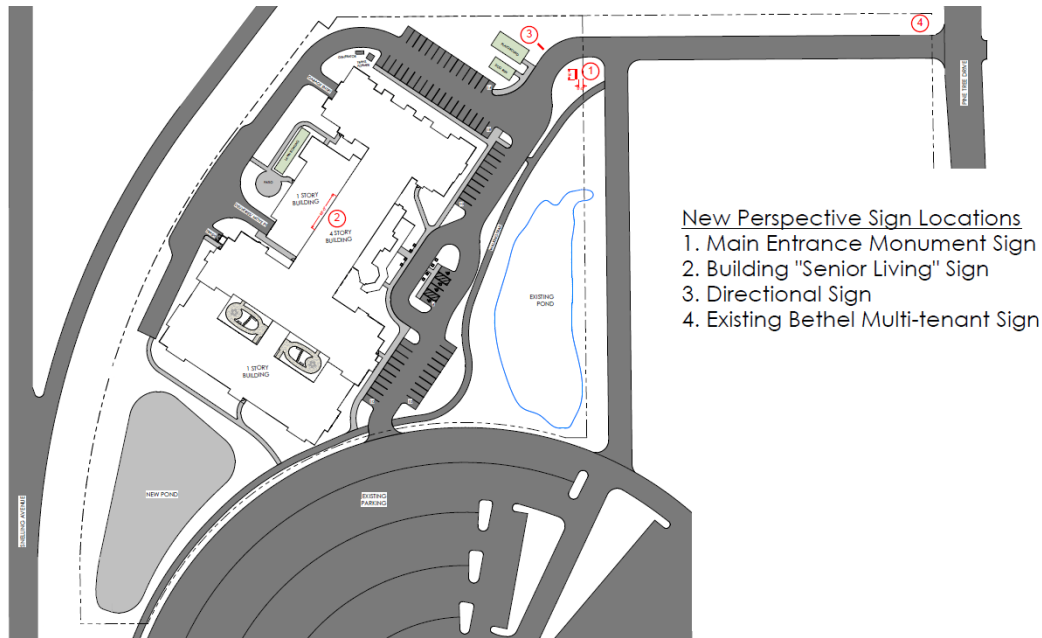 3
4
1
PINE TREE DRIVE
1 STORY
BUILDING
2
4 STORY
BUILDING
EXISTING
POND
1 STORY
BUILDING
NEW POND
EXISTING
PARKING
SNELLING AVENUE
New Perspective Sign Locations
1. Main Entrance Monument Sign
2. Building "Senior Living" Sign
3. Directional Sign
4. Existing Bethel Multi-tenant Sign